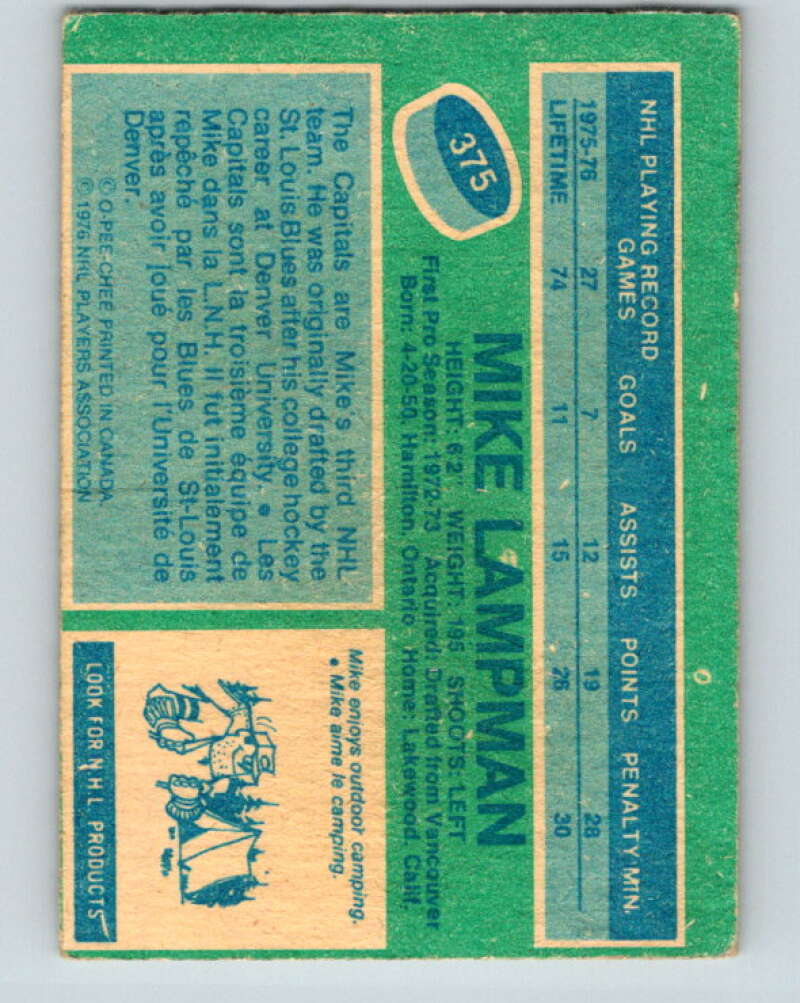 NHL PLAYING RECORD
GAMES GOALS ASSISTS POINTS PENALTY MIN.
1975-76 27 7 12 19 28
LIFETIME 74 11 15 26 30
375
MIKE LAMPMAN
HEIGHT: 6'2" WEIGHT: 195 SHOOTS: LEFT
First Pro Season: 1972-73 Acquired: Drafted from Vancouver
Born: 4-20-50, Hamilton, Ontario Home: Lakewood, Calif.
The Capitals are Mike's third NHL
team. He was originally drafted by the
St. Louis Blues after his college hockey
career at Denver University. • Les
Capitals sont la troisième équipe de
Mike dans la L.N.H. Il fut initialement
repêché par les Blues de St-Louis
après avoir joué pour l'Université de
Denver.
© O-PEE-CHEE PRINTED IN CANADA
© 1976 NHL PLAYERS ASSOCIATION
Mike enjoys outdoor camping.
• Mike aime le camping.
LOOK FOR N.H.L PRODUCTS